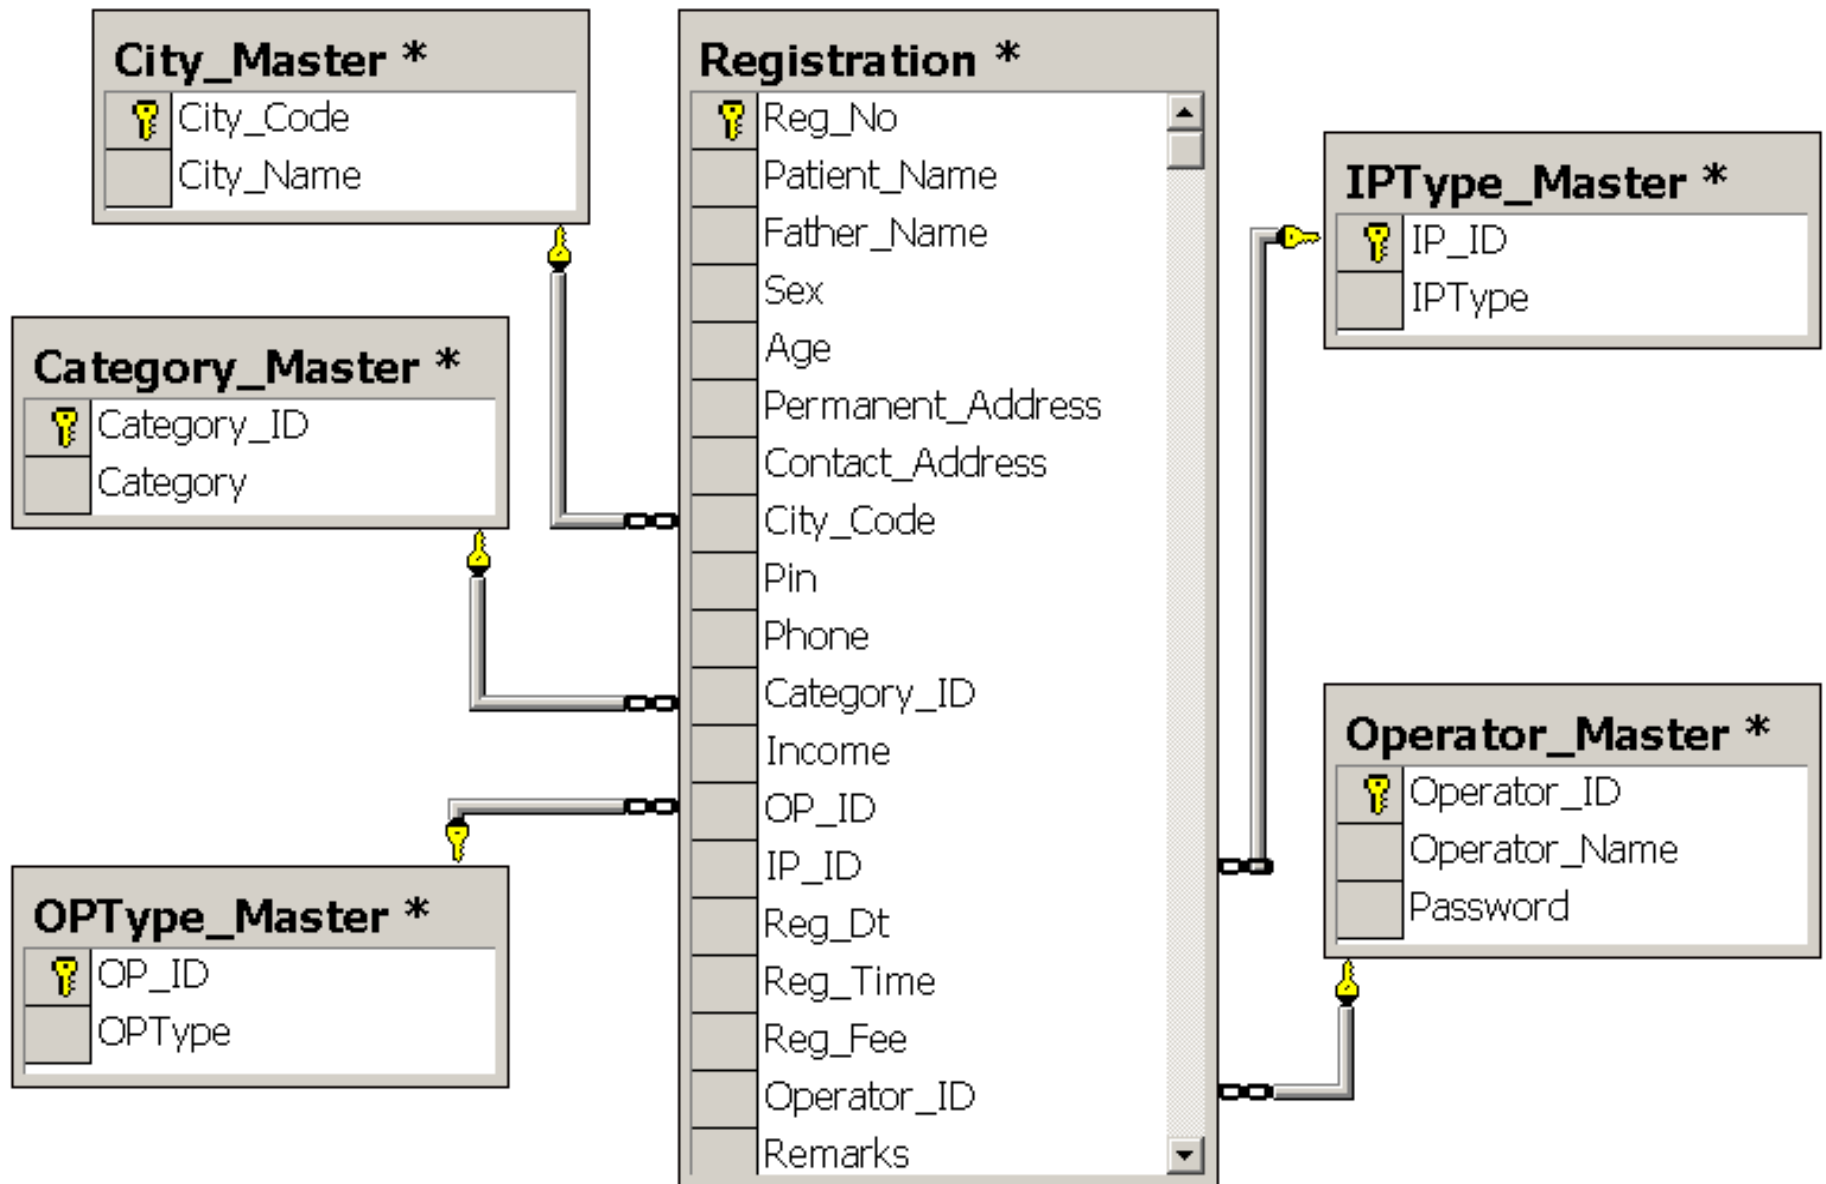 City_Master *
City_Code
City_Name
Category_Master *
Category_ID
Category
OPType_Master *
OP_ID
OPType
Registration *
Reg_No
Patient_Name
Father_Name
Sex
Age
Permanent_Address
Contact_Address
City_Code
Pin
Phone
Category_ID
Income
OP_ID
IP_ID
Reg_Dt
Reg_Time
Reg_Fee
Operator_ID
Remarks
IPType_Master *
IP_ID
IPType
Operator_Master *
Operator_ID
Operator_Name
Password